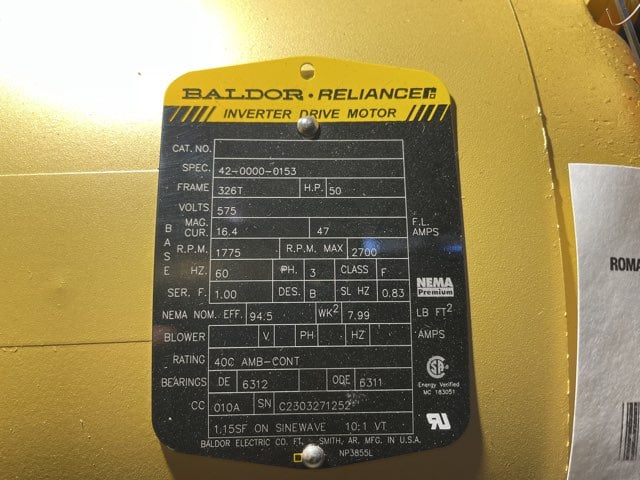 BALDOR · RELIANCE
INVERTER DRIVE MOTOR
CAT. NO.
SPEC. 42-0000-0153
FRAME 326T H.P. 50
VOLTS 575
BASE
MAG. CUR. 16.4 47 F.L. AMPS
R.P.M. 1775 R.P.M. MAX 2700
HZ. 60 PH. 3 CLASS F
SER. F. 1.00 DES. B SL HZ 0.83
NEMA Premium
NEMA NOM. EFF. 94.5 WK² 7.99 LB FT²
BLOWER V PH HZ AMPS
RATING 40C AMB-CONT
BEARINGS DE 6312 ODE 6311
Energy Verified
MC 183051
CC 010A SN C2303271252
1.15SF ON SINEWAVE 10:1 VT
BALDOR ELECTRIC CO. FT. SMITH, AR. MFG. IN U.S.A.
NP3855L
ROMA